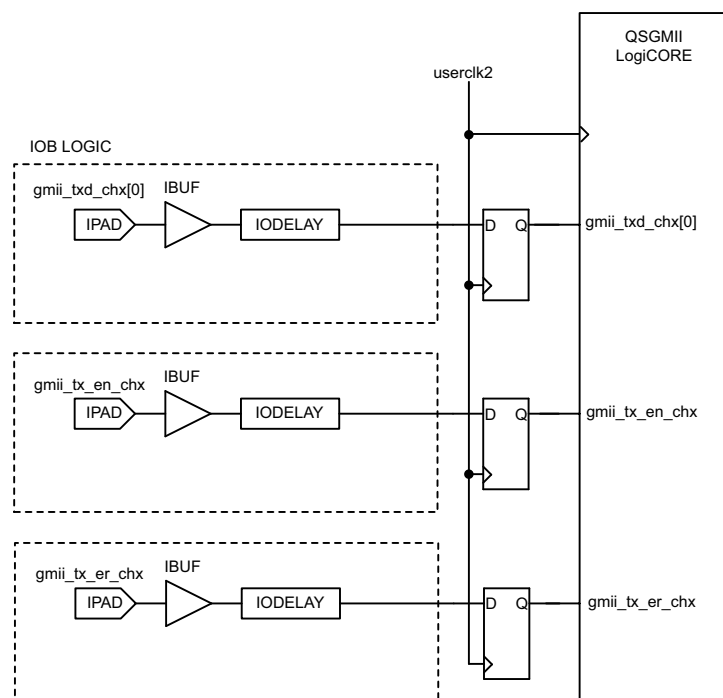 QSGMII
LogiCORE
userclk2
IOB LOGIC
gmii_txd_chx[0]
IBUF
IPAD
IODELAY
D Q
gmii_txd_chx[0]
gmii_tx_en_chx
IBUF
IPAD
IODELAY
D Q
gmii_tx_en_chx
gmii_tx_er_chx
IBUF
IPAD
IODELAY
D Q
gmii_tx_er_chx